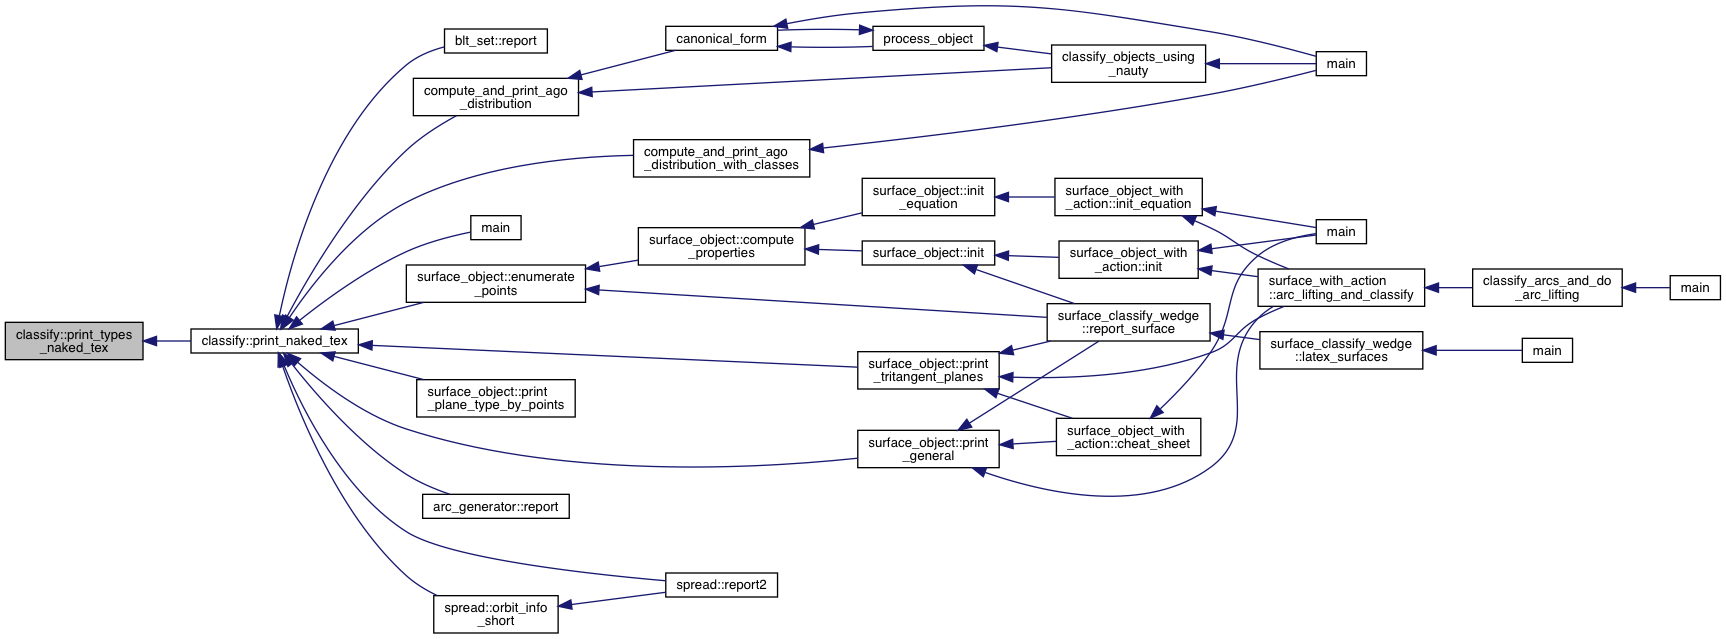 classify::print_types
_naked_tex
classify::print_naked_tex
blt_set::report
compute_and_print_ago
_distribution
canonical_form
process_object
classify_objects_using
_nauty
main
compute_and_print_ago
_distribution_with_classes
main
surface_object::enumerate
_points
surface_object::compute
_properties
surface_object::init
_equation
surface_object_with
_action::init_equation
main
surface_object::init
surface_object_with
_action::init
surface_with_action
::arc_lifting_and_classify
classify_arcs_and_do
_arc_lifting
main
surface_classify_wedge
::report_surface
surface_classify_wedge
::latex_surfaces
main
surface_object::print
_tritangent_planes
surface_object::print
_plane_type_by_points
surface_object_with
_action::cheat_sheet
surface_object::print
_general
arc_generator::report
spread::report2
spread::orbit_info
_short